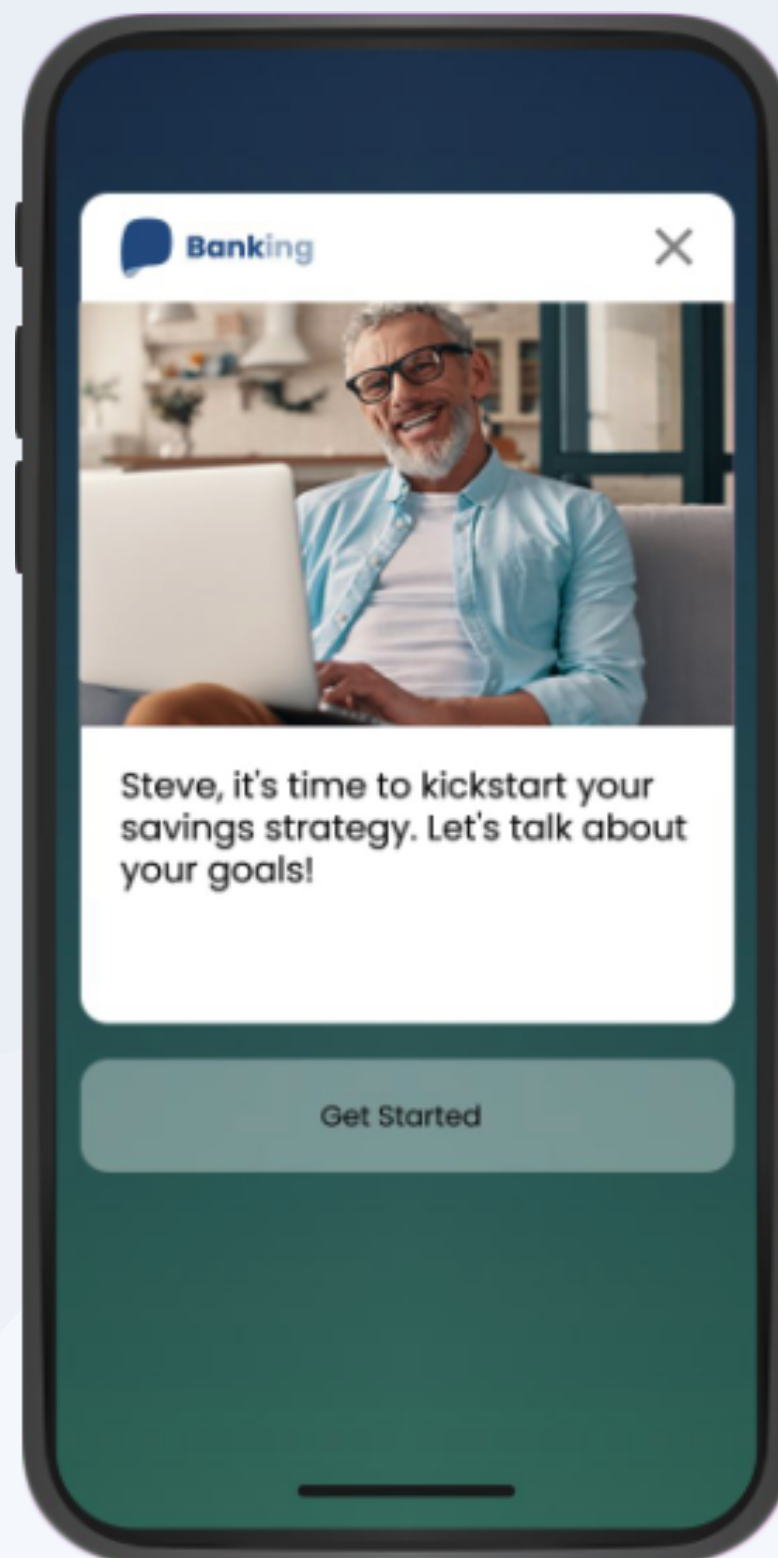 Banking
Steve, it's time to kickstart your
savings strategy. Let's talk about
your goals!
Get Started